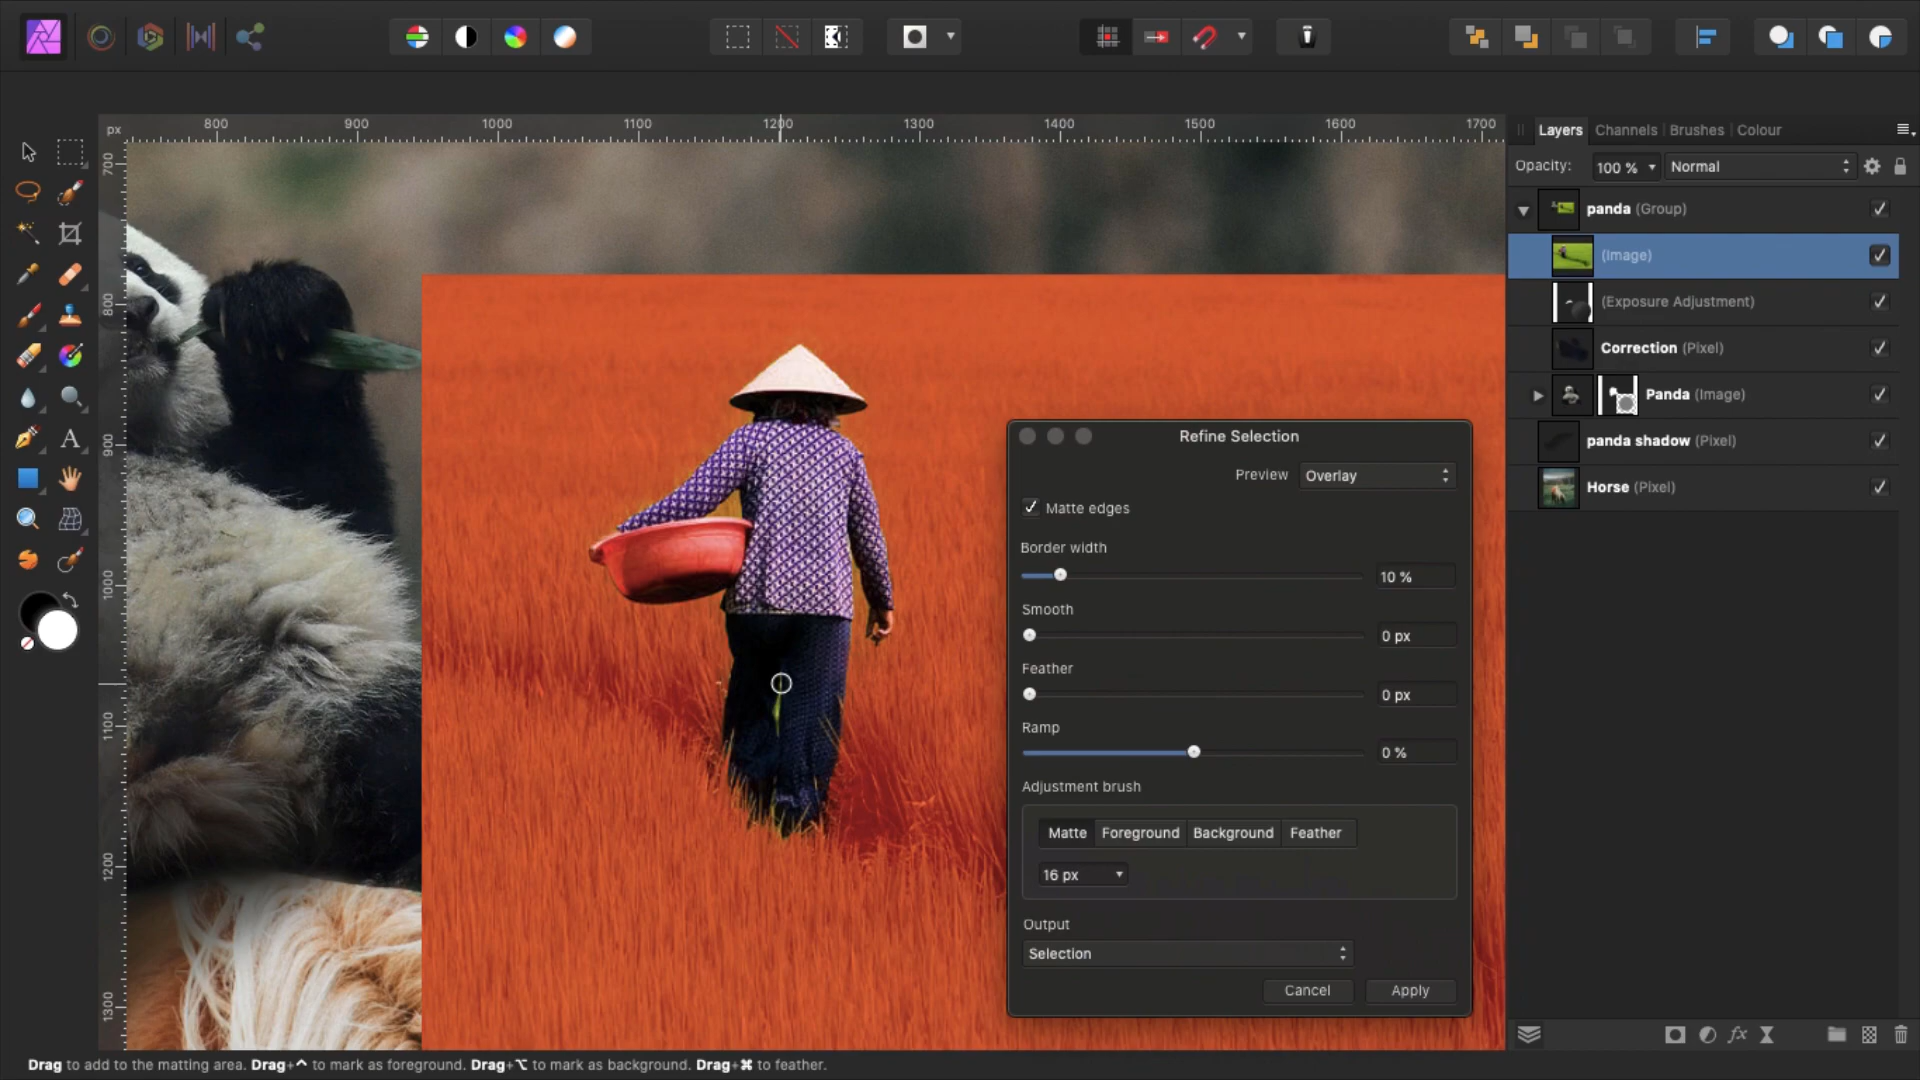 px
800
900
1000
1100
1200
1300
1400
1500
1600
1700
700
800
900
1000
1100
1200
1300
Layers
Channels
Brushes
Colour
Opacity:
100 %
Normal
panda (Group)
(Image)
(Exposure Adjustment)
Correction (Pixel)
Panda (Image)
panda shadow (Pixel)
Horse (Pixel)
Refine Selection
Preview
Overlay
Matte edges
Border width
10 %
Smooth
0 px
Feather
0 px
Ramp
0 %
Adjustment brush
Matte
Foreground
Background
Feather
16 px
Output
Selection
Cancel
Apply
A
fx
Drag to add to the matting area. Drag+^ to mark as foreground. Drag+⌥ to mark as background. Drag+⌘ to feather.